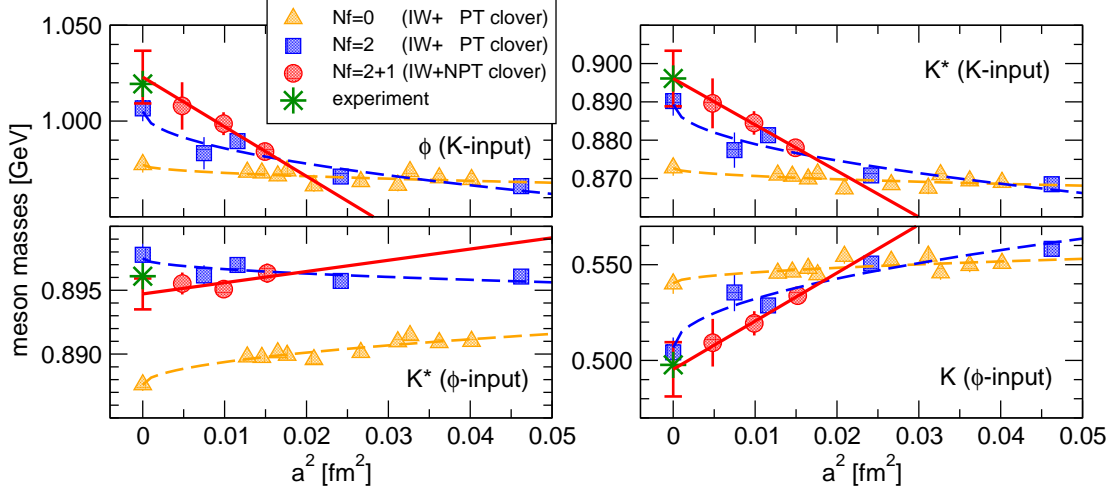 Nf=0 (IW+ PT clover)
Nf=2 (IW+ PT clover)
Nf=2+1 (IW+NPT clover)
experiment
1.050
1.000
ϕ (K-input)
0.900
0.890
0.880
0.870
K* (K-input)
meson masses [GeV]
0.895
0.890
K* (ϕ-input)
0.550
0.500
K (ϕ-input)
0 0.01 0.02 0.03 0.04 0.05
0 0.01 0.02 0.03 0.04 0.05
a² [fm²]
a² [fm²]